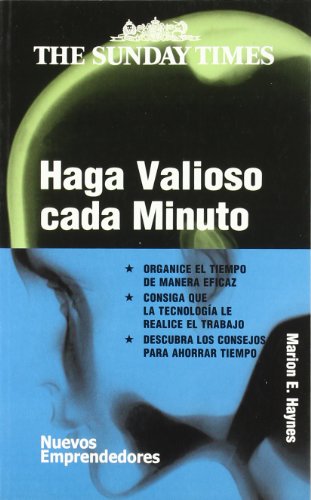 THE SUNDAY TIMES
Haga Valioso
cada Minuto
★ ORGANICE EL TIEMPO
DE MANERA EFICAZ
★ CONSIGA QUE
LA TECNOLOGÍA LE
REALICE EL TRABAJO
★ DESCUBRA LOS CONSEJOS
PARA AHORRAR TIEMPO
Marion E. Haynes
Nuevos
Emprendedores